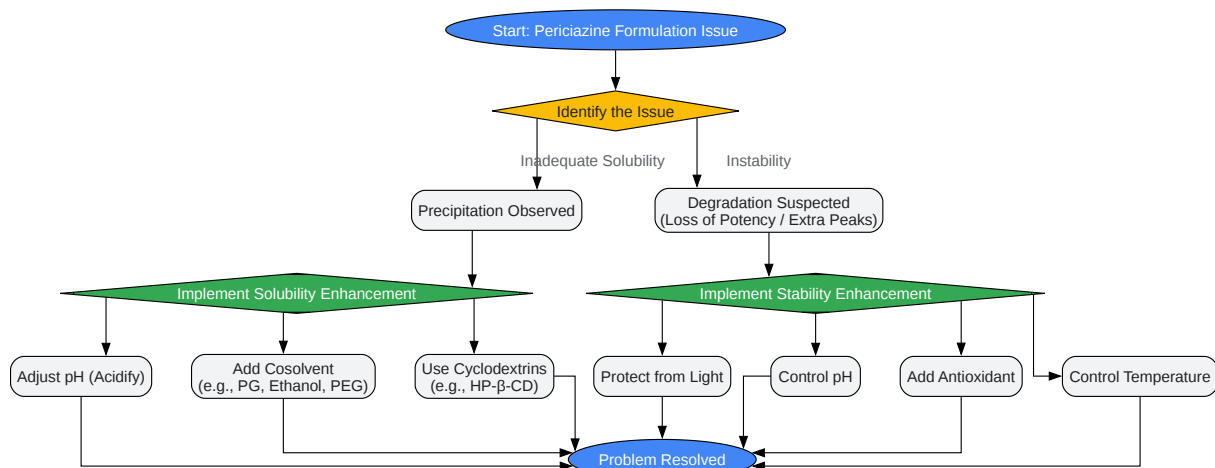 Start: Periciazine Formulation Issue
Identify the Issue
Inadequate Solubility
Instability
Precipitation Observed
Degradation Suspected
(Loss of Potency / Extra Peaks)
Implement Solubility Enhancement
Implement Stability Enhancement
Adjust pH (Acidify)
Add Cosolvent
(e.g., PG, Ethanol, PEG)
Use Cyclodextrins
(e.g., HP-β-CD)
Protect from Light
Control pH
Add Antioxidant
Control Temperature
Problem Resolved